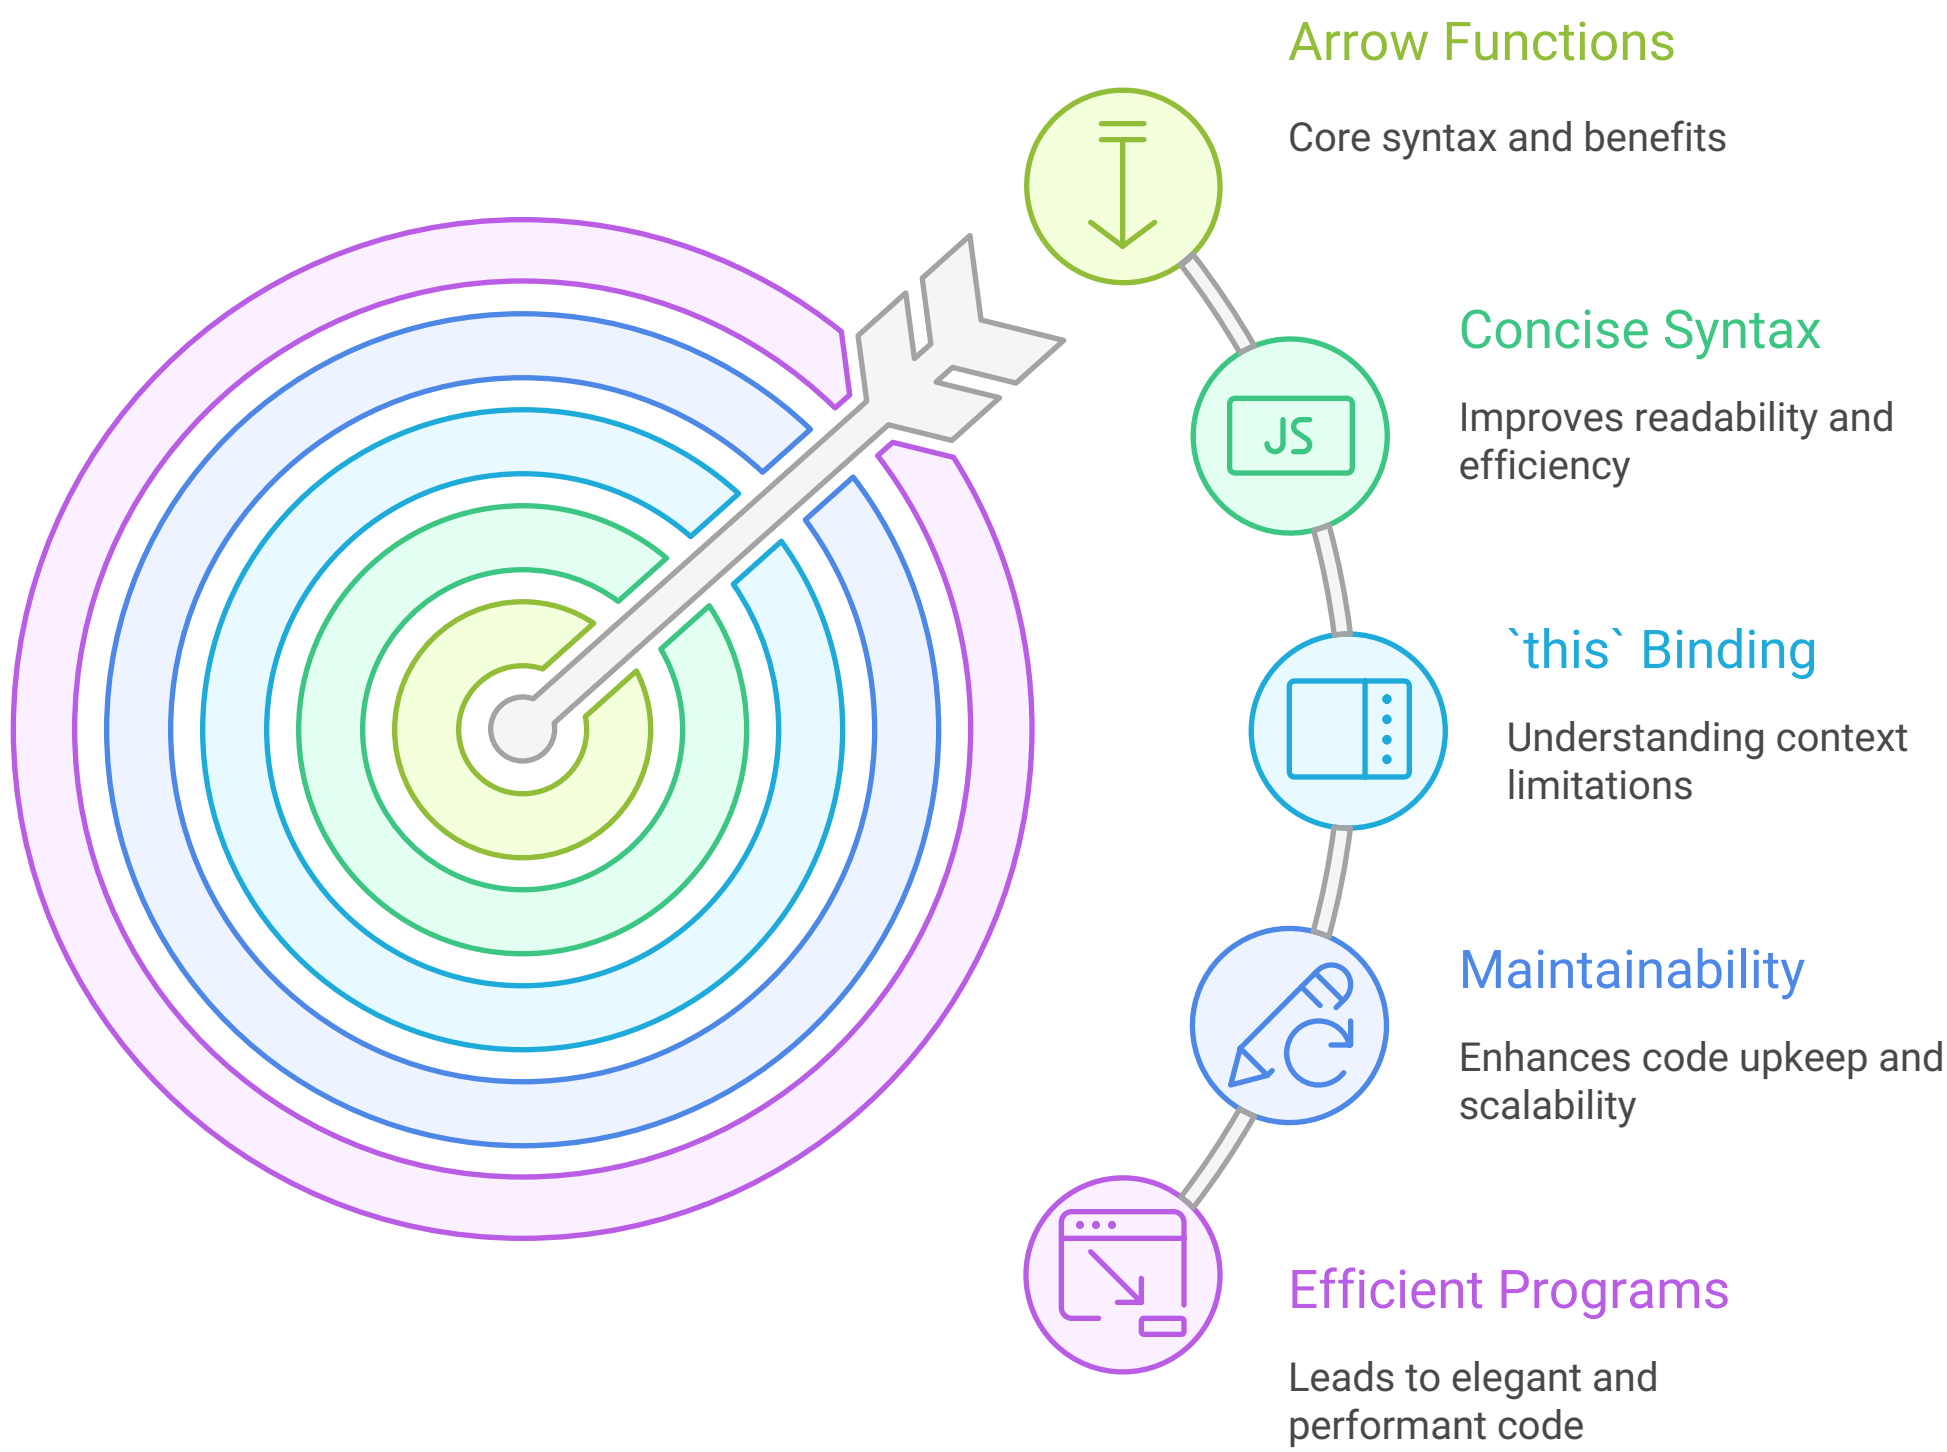 Arrow Functions
Core syntax and benefits
Concise Syntax
Improves readability and
efficiency
JS
`this` Binding
Understanding context
limitations
Maintainability
Enhances code upkeep and
scalability
Efficient Programs
Leads to elegant and
performant code